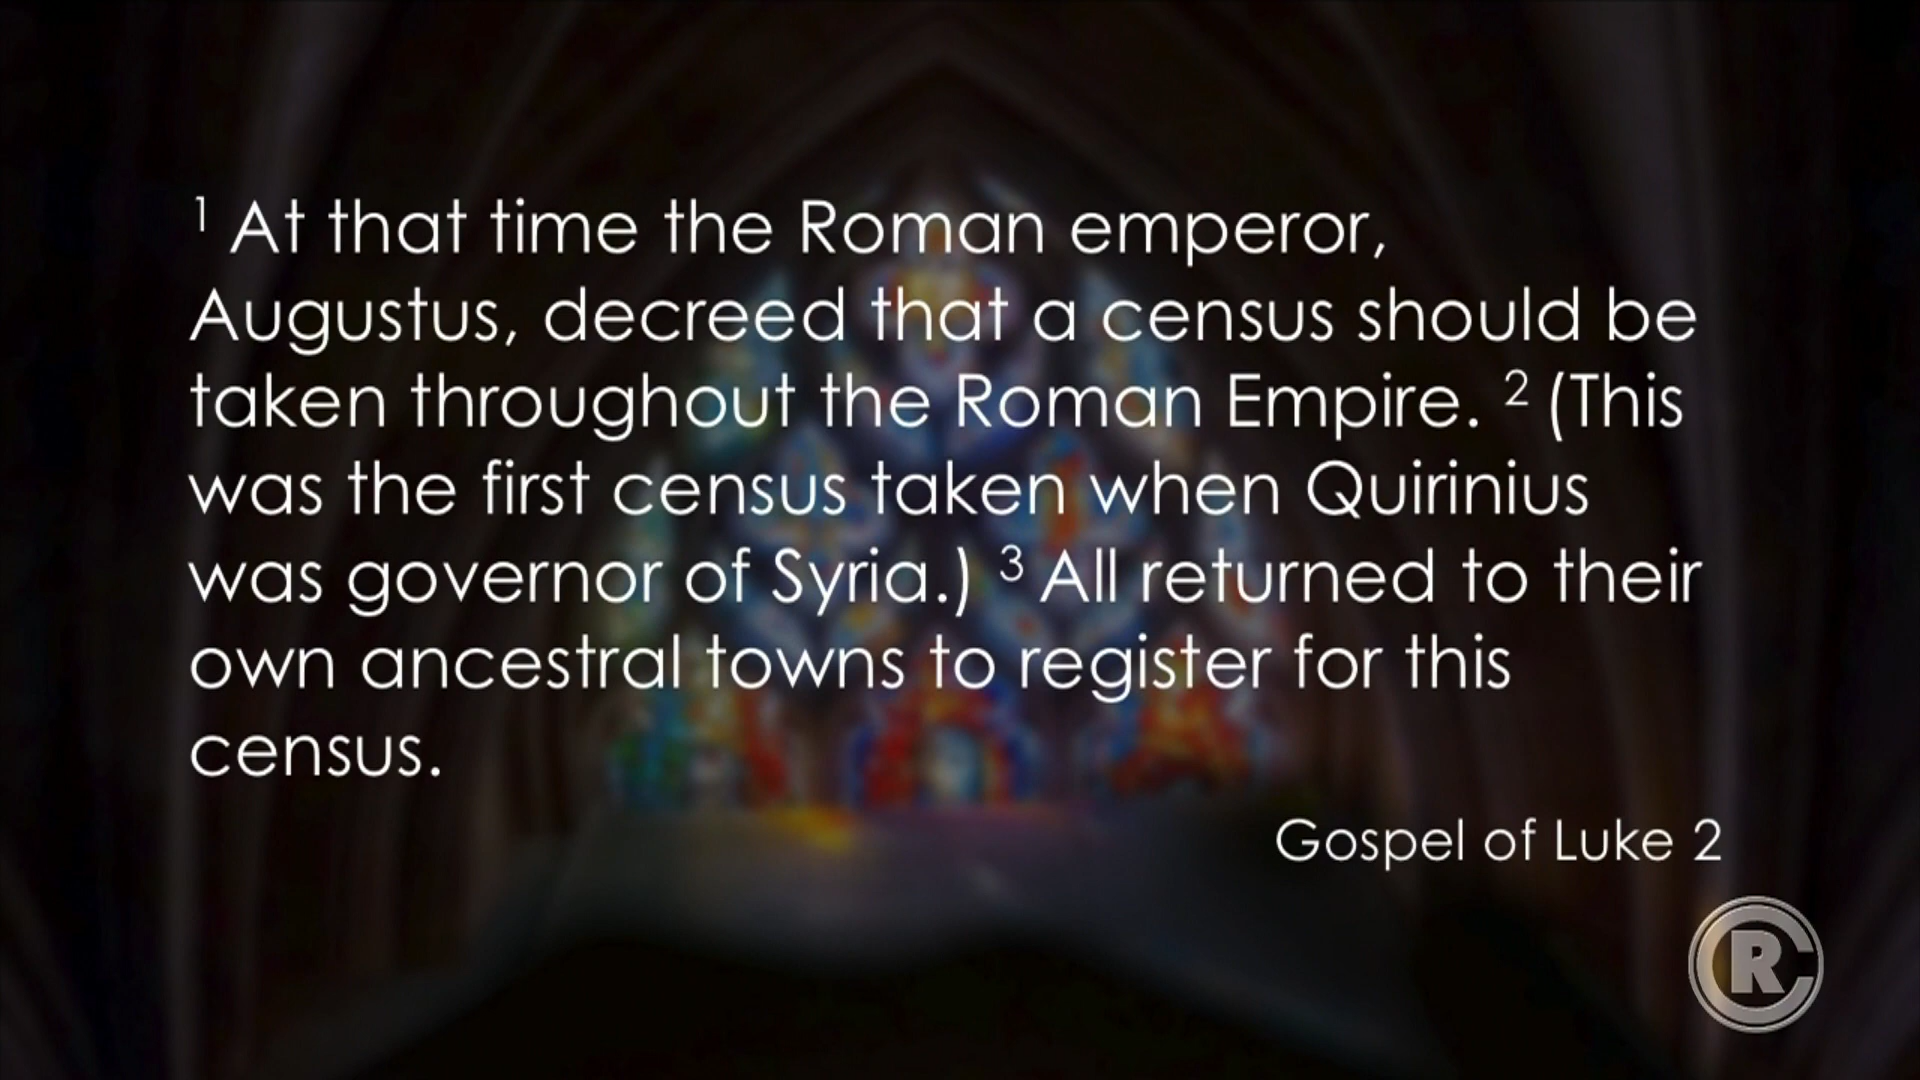 1 At that time the Roman emperor,
Augustus, decreed that a census should be
taken throughout the Roman Empire. 2 (This
was the first census taken when Quirinius
was governor of Syria.) 3 All returned to their
own ancestral towns to register for this
census.
Gospel of Luke 2
RC